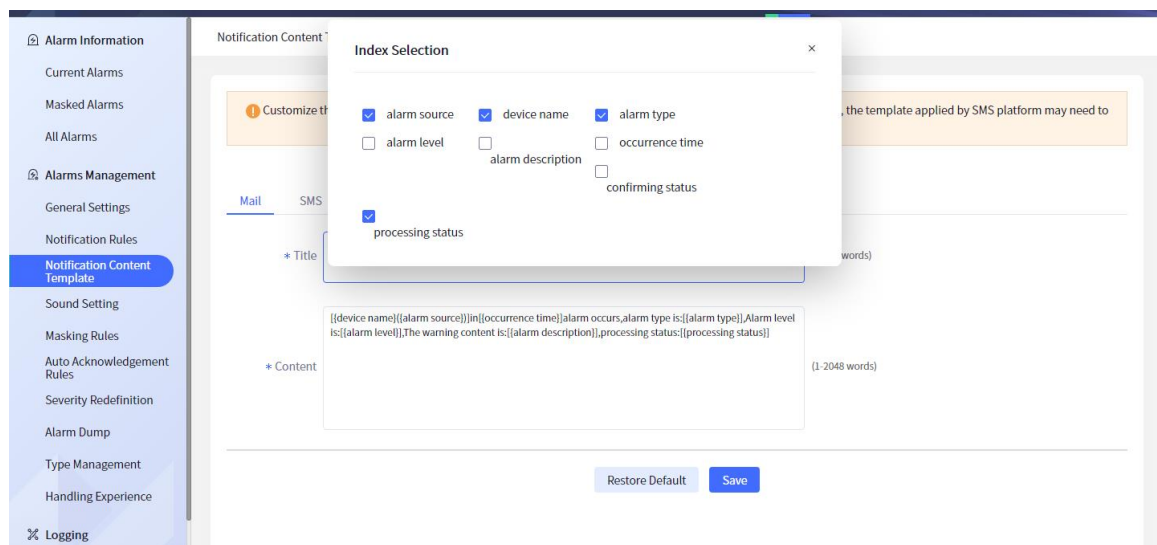 Alarm Information
Current Alarms
Masked Alarms
All Alarms
Alarms Management
General Settings
Notification Rules
Notification Content
Template
Sound Setting
Masking Rules
Auto Acknowledgement
Rules
Severity Redefinition
Alarm Dump
Type Management
Handling Experience
Logging
Notification Content
Customize th
, the template applied by SMS platform may need to
Index Selection ×
alarm source device name alarm type
alarm level alarm description occurrence time
confirming status
processing status
Mail SMS
* Title words)
* Content
[{device name}({alarm source})]in[{occurrence time}]alarm occurs,alarm type is:[{alarm type}],Alarm level
is:[{alarm level}],The warning content is:[{alarm description}],processing status:[{processing status}]
(1-2048 words)
Restore Default Save